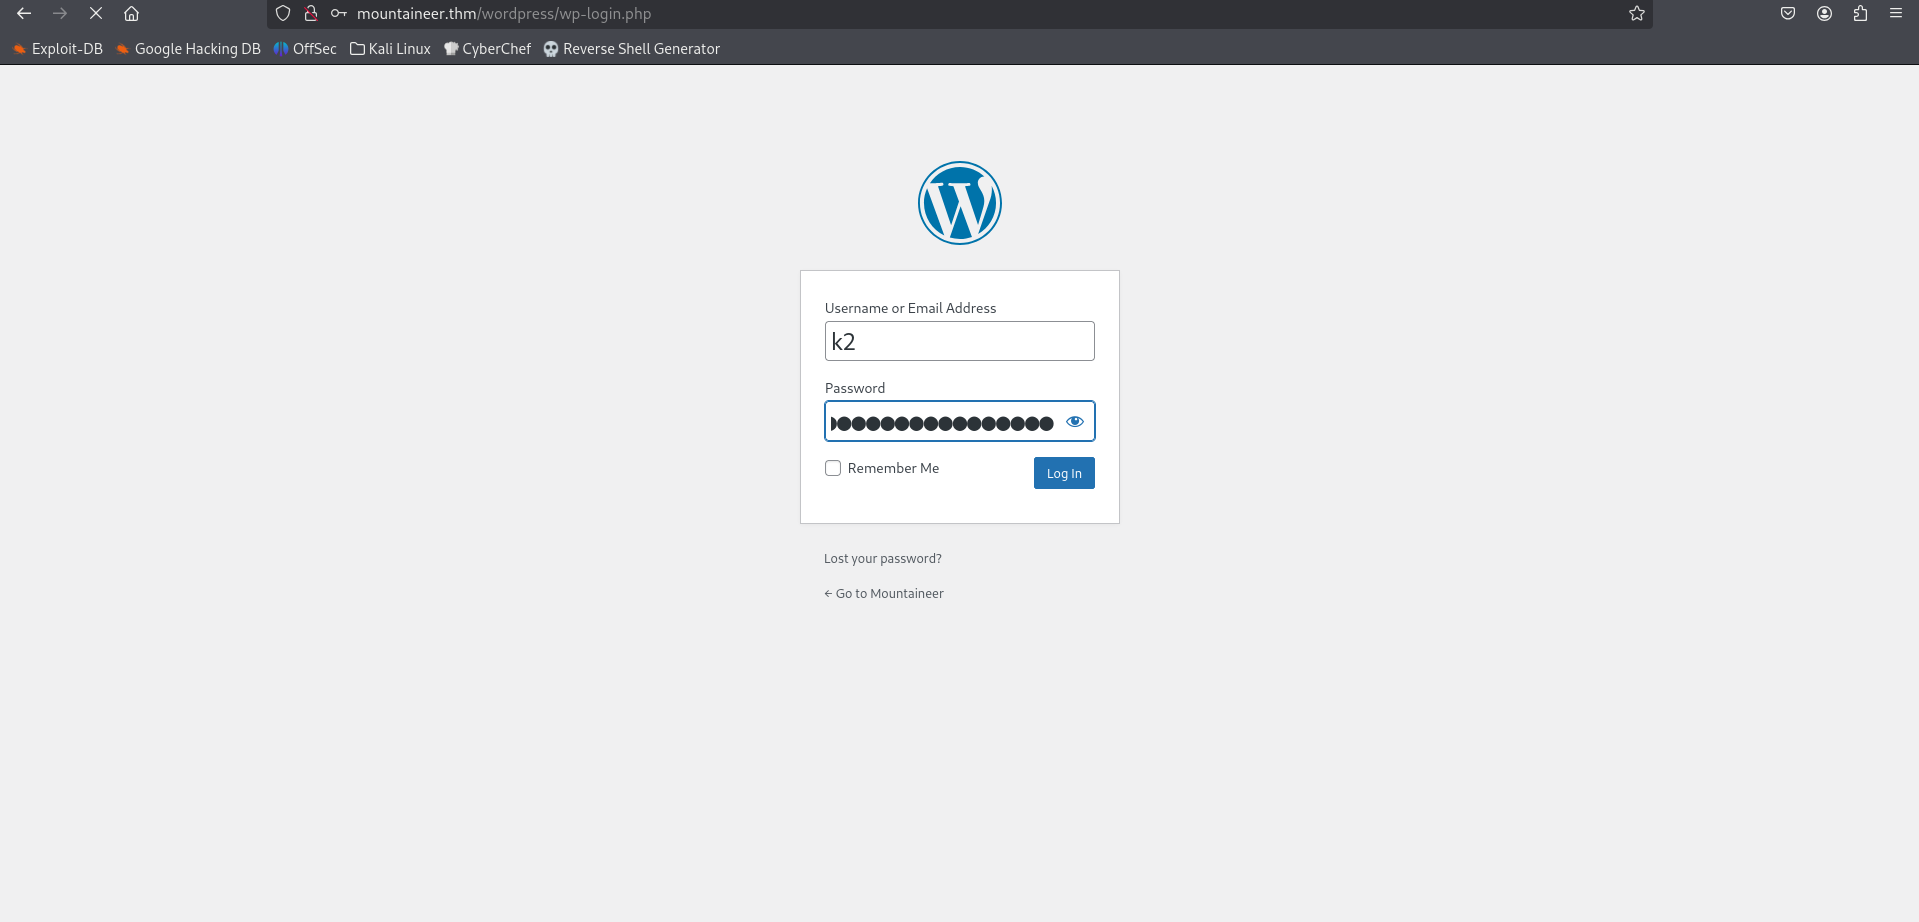 mountaineer.thm/wordpress/wp-login.php
Exploit-DB Google Hacking DB OffSec Kali Linux CyberChef Reverse Shell Generator
Username or Email Address
k2
Password
Remember Me Log In
Lost your password?
← Go to Mountaineer